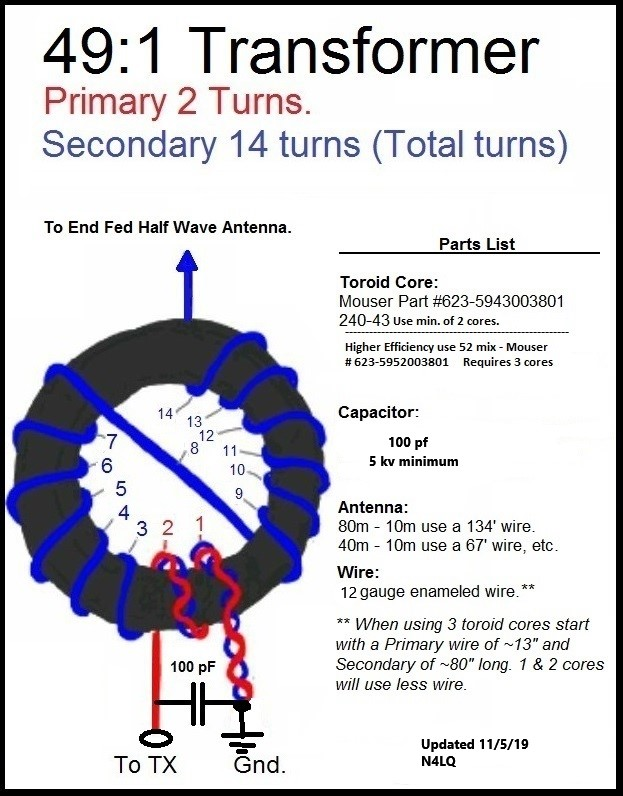 49:1 Transformer
Primary 2 Turns.
Secondary 14 turns (Total turns)
To End Fed Half Wave Antenna.
Parts List
Toroid Core:
Mouser Part #623-5943003801
240-43 Use min. of 2 cores.
Higher Efficiency use 52 mix - Mouser
# 623-5952003801 Requires 3 cores
Capacitor:
100 pf
5 kv minimum
Antenna:
80m - 10m use a 134' wire.
40m - 10m use a 67' wire, etc.
Wire:
12 gauge enameled wire.**
** When using 3 toroid cores start
with a Primary wire of ~13" and
Secondary of ~80" long. 1 & 2 cores
will use less wire.
Updated 11/5/19
N4LQ
14
13
12
11
10
9
8
7
6
5
4
3
2
1
100 pF
To TX
Gnd.